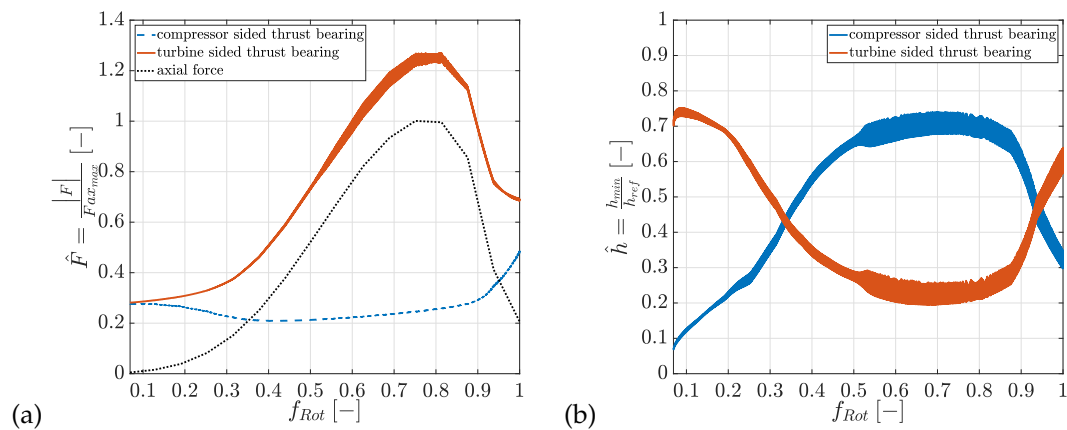 1.4
1.2
1
0.8
0.6
0.4
0.2
0
F̂ = |F| / Fax_max [−]
compressor sided thrust bearing
turbine sided thrust bearing
axial force
0.1 0.2 0.3 0.4 0.5 0.6 0.7 0.8 0.9 1
f_Rot [−]
(a)
1
0.9
0.8
0.7
0.6
0.5
0.4
0.3
0.2
0.1
0
ĥ = h_min / h_ref [−]
compressor sided thrust bearing
turbine sided thrust bearing
0.1 0.2 0.3 0.4 0.5 0.6 0.7 0.8 0.9 1
f_Rot [−]
(b)